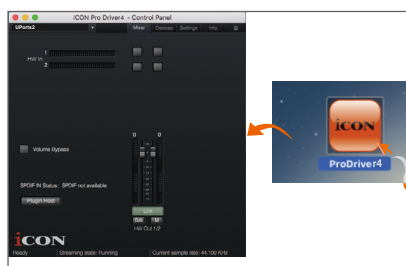 iCON Pro Driver4 - Control Panel
UPorts2
Mixer Devices Settings Info
1
HW In
2
0 0
Volume Bypass
SPDIF IN Status: SPDIF not available
Plugin Host
Link
M
HW Out 1/2
iCON
Ready Streaming state: Running Current sample rate: 44.100 KHz
iCON
ProDriver4